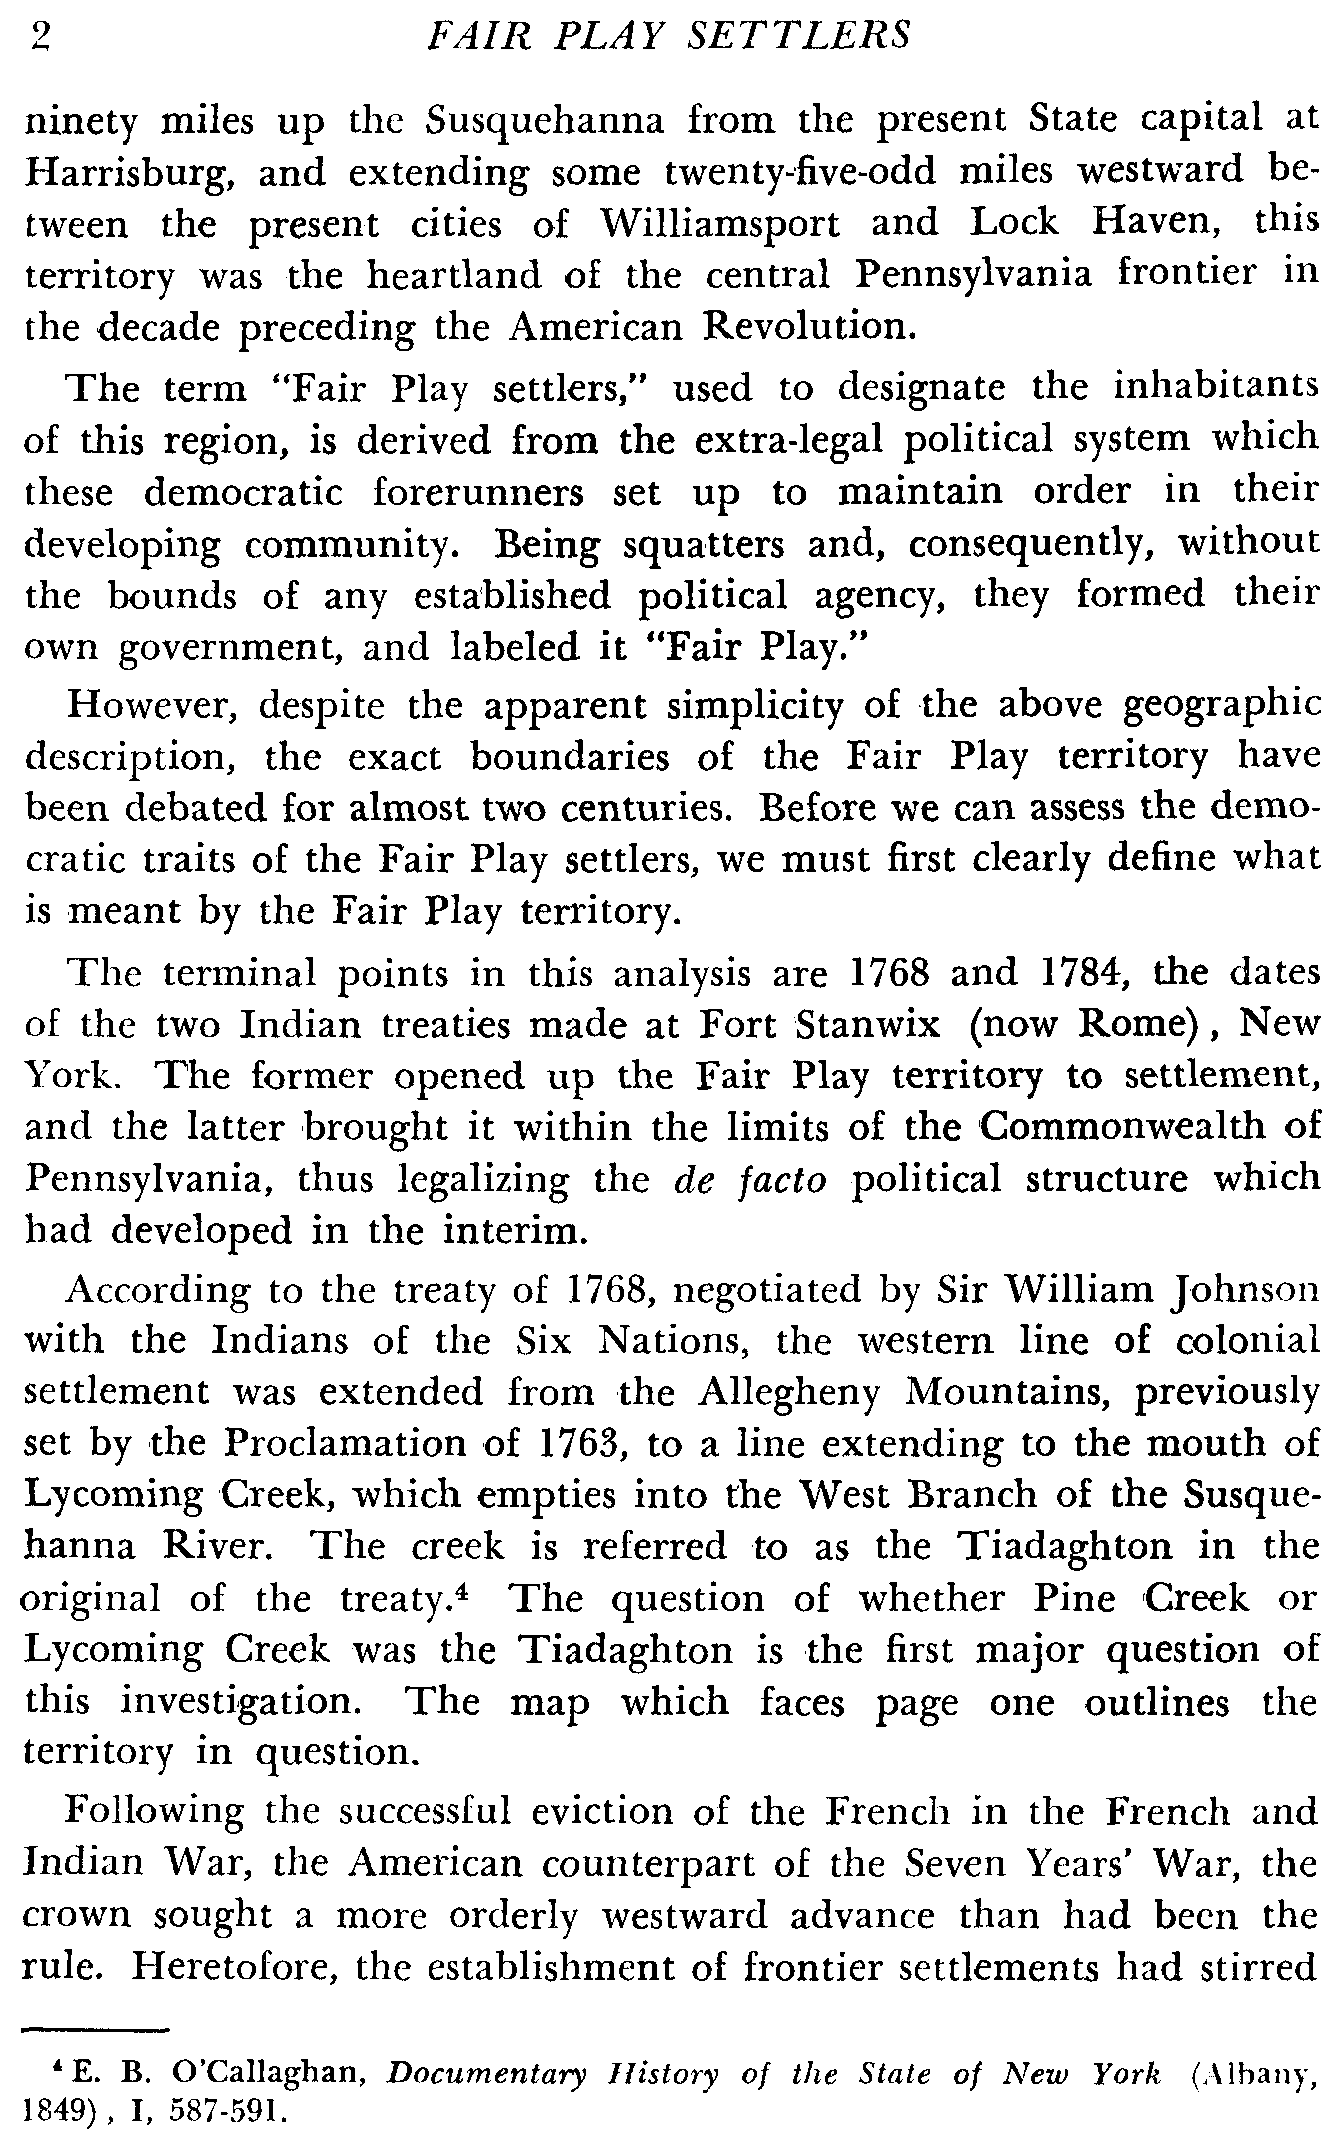 2 FAIR PLAY SETTLERS
ninety miles up the Susquehanna from the present State capital at
Harrisburg, and extending some twenty-five-odd miles westward be-
tween the present cities of Williamsport and Lock Haven, this
territory was the heartland of the central Pennsylvania frontier in
the decade preceding the American Revolution.
The term “Fair Play settlers,” used to designate the inhabitants
of this region, is derived from the extra-legal political system which
these democratic forerunners set up to maintain order in their
developing community. Being squatters and, consequently, without
the bounds of any established political agency, they formed their
own government, and labeled it “Fair Play.”
However, despite the apparent simplicity of the above geographic
description, the exact boundaries of the Fair Play territory have
been debated for almost two centuries. Before we can assess the demo-
cratic traits of the Fair Play settlers, we must first clearly define what
is meant by the Fair Play territory.
The terminal points in this analysis are 1768 and 1784, the dates
of the two Indian treaties made at Fort Stanwix (now Rome), New
York. The former opened up the Fair Play territory to settlement,
and the latter brought it within the limits of the Commonwealth of
Pennsylvania, thus legalizing the de facto political structure which
had developed in the interim.
According to the treaty of 1768, negotiated by Sir William Johnson
with the Indians of the Six Nations, the western line of colonial
settlement was extended from the Allegheny Mountains, previously
set by the Proclamation of 1763, to a line extending to the mouth of
Lycoming Creek, which empties into the West Branch of the Susque-
hanna River. The creek is referred to as the Tiadaghton in the
original of the treaty.⁴ The question of whether Pine Creek or
Lycoming Creek was the Tiadaghton is the first major question of
this investigation. The map which faces page one outlines the
territory in question.
Following the successful eviction of the French in the French and
Indian War, the American counterpart of the Seven Years’ War, the
crown sought a more orderly westward advance than had been the
rule. Heretofore, the establishment of frontier settlements had stirred
⁴ E. B. O’Callaghan, Documentary History of the State of New York (Albany,
1849), I, 587-591.